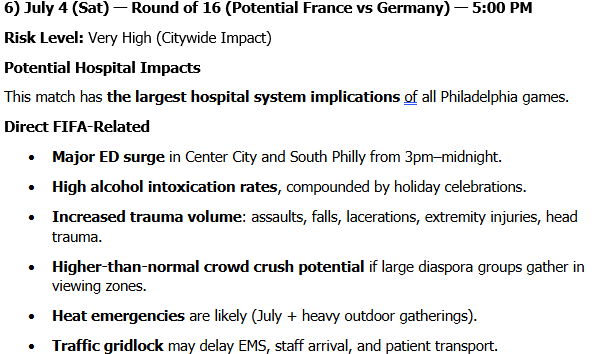 6) July 4 (Sat) — Round of 16 (Potential France vs Germany) — 5:00 PM
Risk Level: Very High (Citywide Impact)
Potential Hospital Impacts
This match has the largest hospital system implications of all Philadelphia games.
Direct FIFA-Related
• Major ED surge in Center City and South Philly from 3pm–midnight.
• High alcohol intoxication rates, compounded by holiday celebrations.
• Increased trauma volume: assaults, falls, lacerations, extremity injuries, head
trauma.
• Higher-than-normal crowd crush potential if large diaspora groups gather in
viewing zones.
• Heat emergencies are likely (July + heavy outdoor gatherings).
• Traffic gridlock may delay EMS, staff arrival, and patient transport.